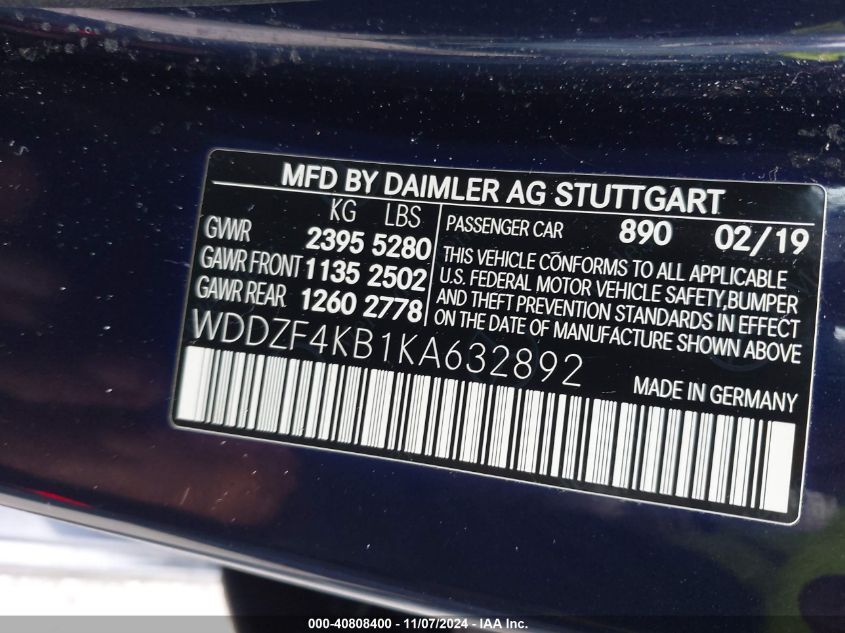 MFD BY DAIMLER AG STUTTGART
KG LBS
GVWR 2395 5280
GAWR FRONT 1135 2502
GAWR REAR 1260 2778
PASSENGER CAR 890 02/19
THIS VEHICLE CONFORMS TO ALL APPLICABLE
U.S. FEDERAL MOTOR VEHICLE SAFETY,BUMPER
AND THEFT PREVENTION STANDARDS IN EFFECT
ON THE DATE OF MANUFACTURE SHOWN ABOVE
WDDZF4KB1KA632892
MADE IN GERMANY
000-40808400 - 11/07/2024 - IAA Inc.